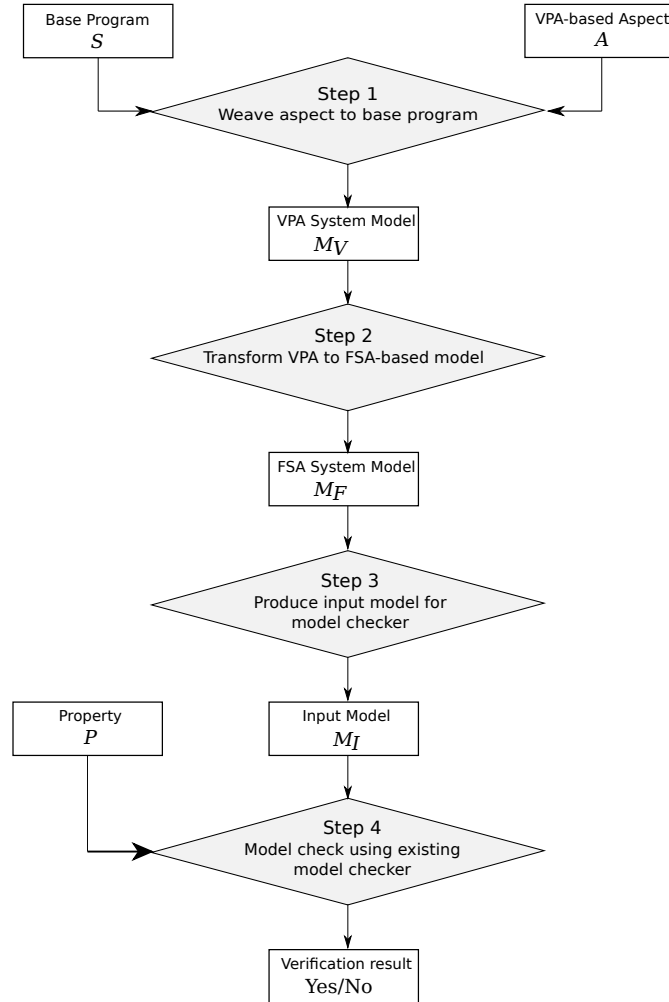 Base Program
S
VPA-based Aspect
A
Step 1
Weave aspect to base program
VPA System Model
MV
Step 2
Transform VPA to FSA-based model
FSA System Model
MF
Step 3
Produce input model for
model checker
Property
P
Input Model
MI
Step 4
Model check using existing
model checker
Verification result
Yes/No